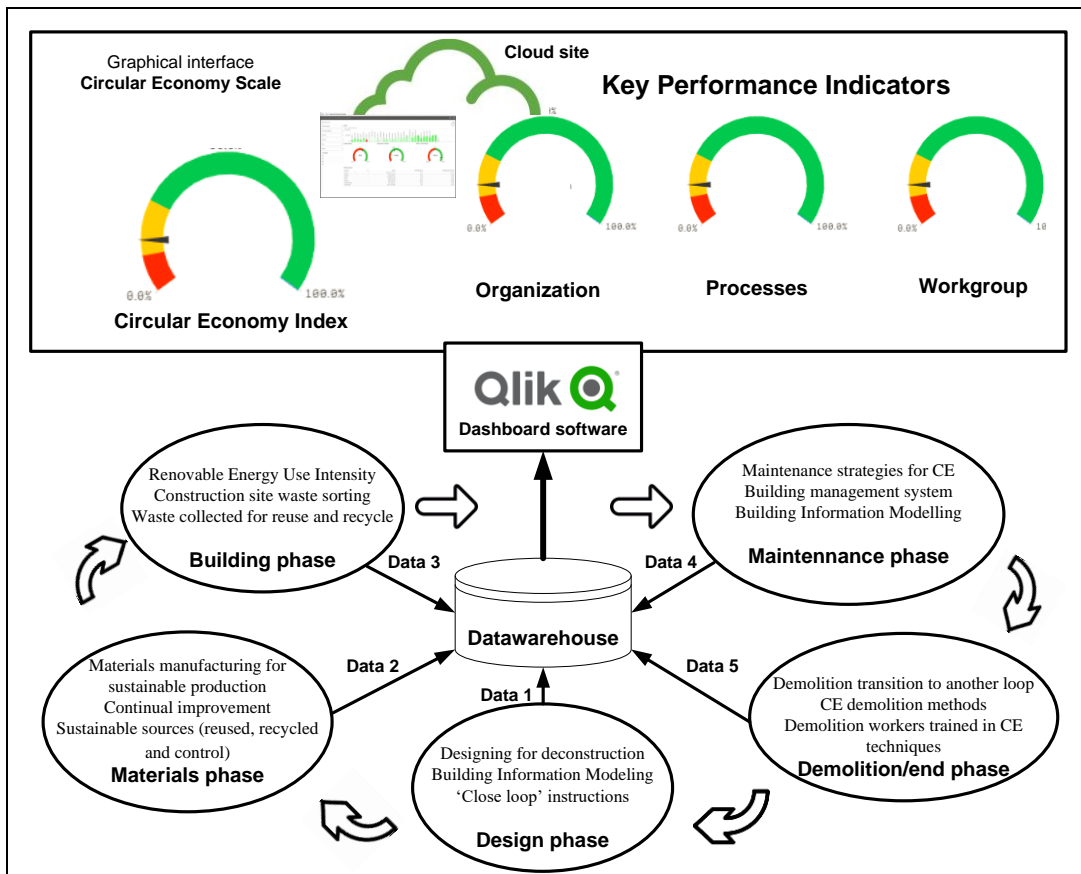 Graphical interface
Circular Economy Scale
Cloud site
Key Performance Indicators
0.0%
100.0%
Circular Economy Index
0.0%
100.0%
Organization
0.0%
100.0%
Processes
0.0%
10
Workgroup
Qlik
Dashboard software
Renovable Energy Use Intensity
Construction site waste sorting
Waste collected for reuse and recycle
Building phase
Maintenance strategies for CE
Building management system
Building Information Modelling
Maintennance phase
Data 3
Data 4
Datawarehouse
Data 2
Data 5
Data 1
Materials manufacturing for
sustainable production
Continual improvement
Sustainable sources (reused, recycled
and control)
Materials phase
Designing for deconstruction
Building Information Modeling
‘Close loop’ instructions
Design phase
Demolition transition to another loop
CE demolition methods
Demolition workers trained in CE
techniques
Demolition/end phase